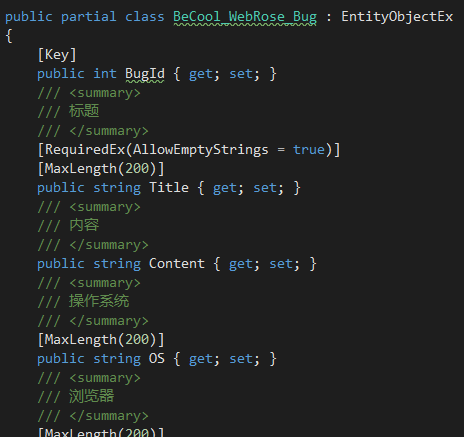 public partial class BeCool_WebRose_Bug : EntityObjectEx
{
[Key]
public int BugId { get; set; }
/// <summary>
/// 标题
/// </summary>
[RequiredEx(AllowEmptyStrings = true)]
[MaxLength(200)]
public string Title { get; set; }
/// <summary>
/// 内容
/// </summary>
public string Content { get; set; }
/// <summary>
/// 操作系统
/// </summary>
[MaxLength(200)]
public string OS { get; set; }
/// <summary>
/// 浏览器
/// </summary>
[MaxLength(200)]